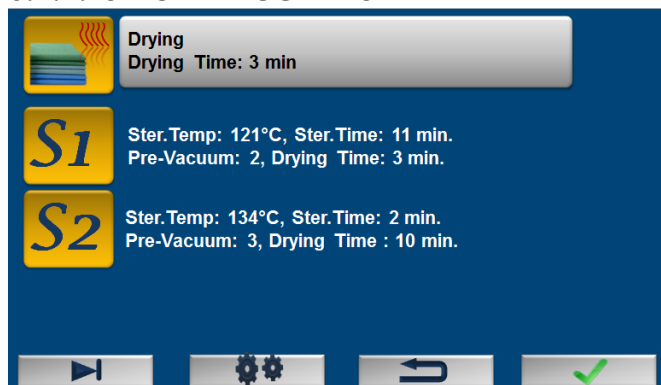 Drying
Drying Time: 3 min
S1
Ster.Temp: 121°C, Ster.Time: 11 min.
Pre-Vacuum: 2, Drying Time: 3 min.
S2
Ster.Temp: 134°C, Ster.Time: 2 min.
Pre-Vacuum: 3, Drying Time : 10 min.